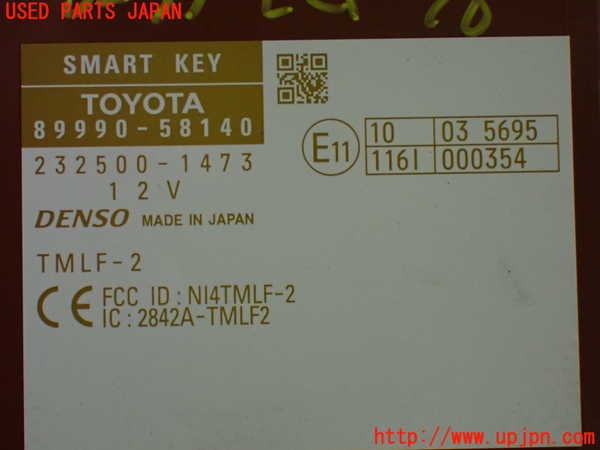 USED PARTS JAPAN
SMART KEY
TOYOTA
89990-58140
232500-1473
12V
DENSO MADE IN JAPAN
E11
10 03 5695
116I 000354
TMLF-2
CE
FCC ID : NI4TMLF-2
IC : 2842A-TMLF2
http://www.upjpn.com/